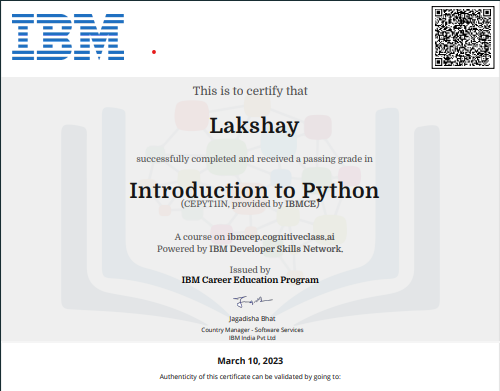 IBM
This is to certify that
Lakshay
successfully completed and received a passing grade in
Introduction to Python
(CEPYT1IN, provided by IBMCE)
A course on ibmcep.cognitiveclass.ai
Powered by IBM Developer Skills Network.
Issued by
IBM Career Education Program
Jagadisha Bhat
Country Manager - Software Services
IBM India Pvt Ltd
March 10, 2023
Authenticity of this certificate can be validated by going to: